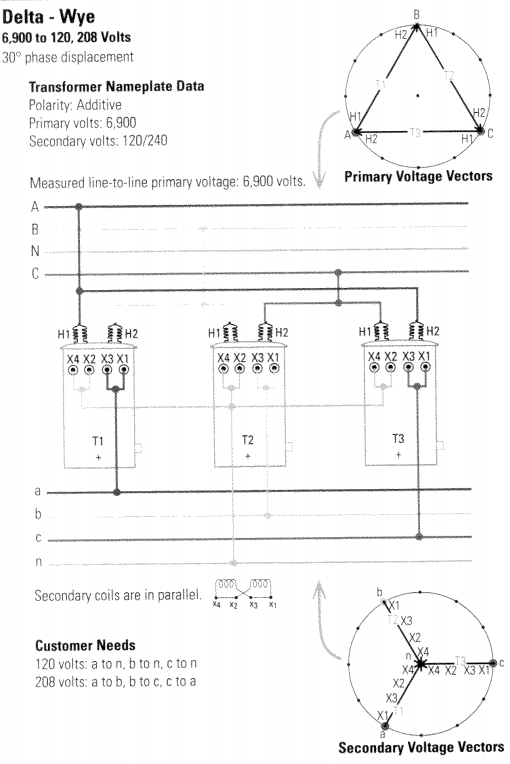 Delta - Wye
6,900 to 120, 208 Volts
30° phase displacement
Transformer Nameplate Data
Polarity: Additive
Primary volts: 6,900
Secondary volts: 120/240
B
H2 H1
T1 T2
H1 H2
A H2 T3 H1 C
Primary Voltage Vectors
Measured line-to-line primary voltage: 6,900 volts.
A
B
N
C
H1 H2 H1 H2 H1 H2
X4 X2 X3 X1 X4 X2 X3 X1 X4 X2 X3 X1
T1 T2 T3
+ + +
a
b
c
n
Secondary coils are in parallel.
X4 X2 X3 X1
Customer Needs
120 volts: a to n, b to n, c to n
208 volts: a to b, b to c, c to a
b
X1
T2 X3
X2
n X4
X4 X4 X2 T3 X3 X1 c
X2
X3
X1 T1
a
Secondary Voltage Vectors